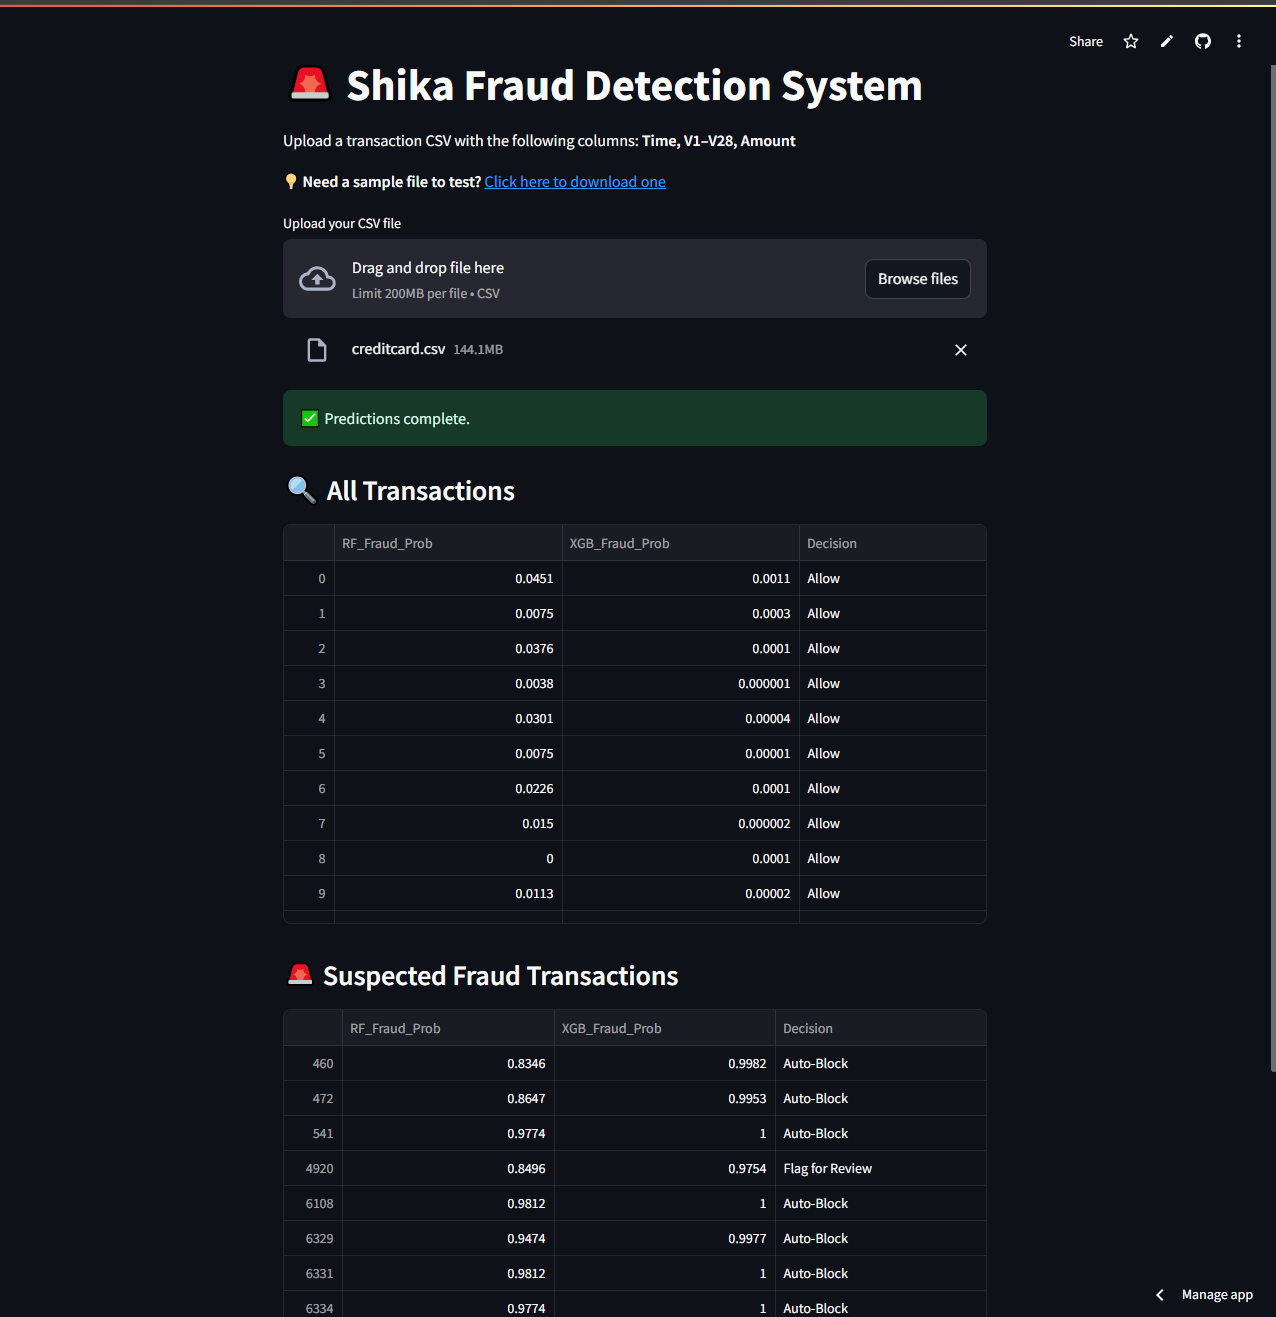 Share
Shika Fraud Detection System
Upload a transaction CSV with the following columns: Time, V1–V28, Amount
Need a sample file to test? Click here to download one
Upload your CSV file
Drag and drop file here
Limit 200MB per file • CSV
Browse files
creditcard.csv 144.1MB
Predictions complete.
All Transactions
RF_Fraud_Prob XGB_Fraud_Prob Decision
0 0.0451 0.0011 Allow
1 0.0075 0.0003 Allow
2 0.0376 0.0001 Allow
3 0.0038 0.000001 Allow
4 0.0301 0.00004 Allow
5 0.0075 0.00001 Allow
6 0.0226 0.0001 Allow
7 0.015 0.000002 Allow
8 0 0.0001 Allow
9 0.0113 0.00002 Allow
Suspected Fraud Transactions
RF_Fraud_Prob XGB_Fraud_Prob Decision
460 0.8346 0.9982 Auto-Block
472 0.8647 0.9953 Auto-Block
541 0.9774 1 Auto-Block
4920 0.8496 0.9754 Flag for Review
6108 0.9812 1 Auto-Block
6329 0.9474 0.9977 Auto-Block
6331 0.9812 1 Auto-Block
6334 0.9774 1 Auto-Block
Manage app